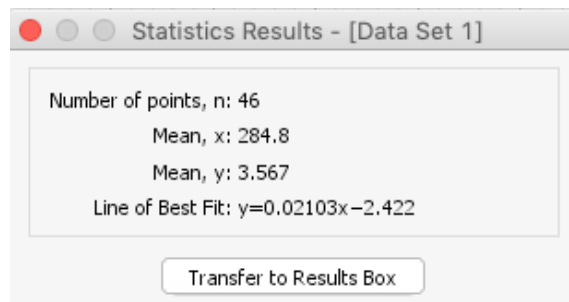 Statistics Results - [Data Set 1]
Number of points, n: 46
Mean, x: 284.8
Mean, y: 3.567
Line of Best Fit: y=0.02103x−2.422
Transfer to Results Box